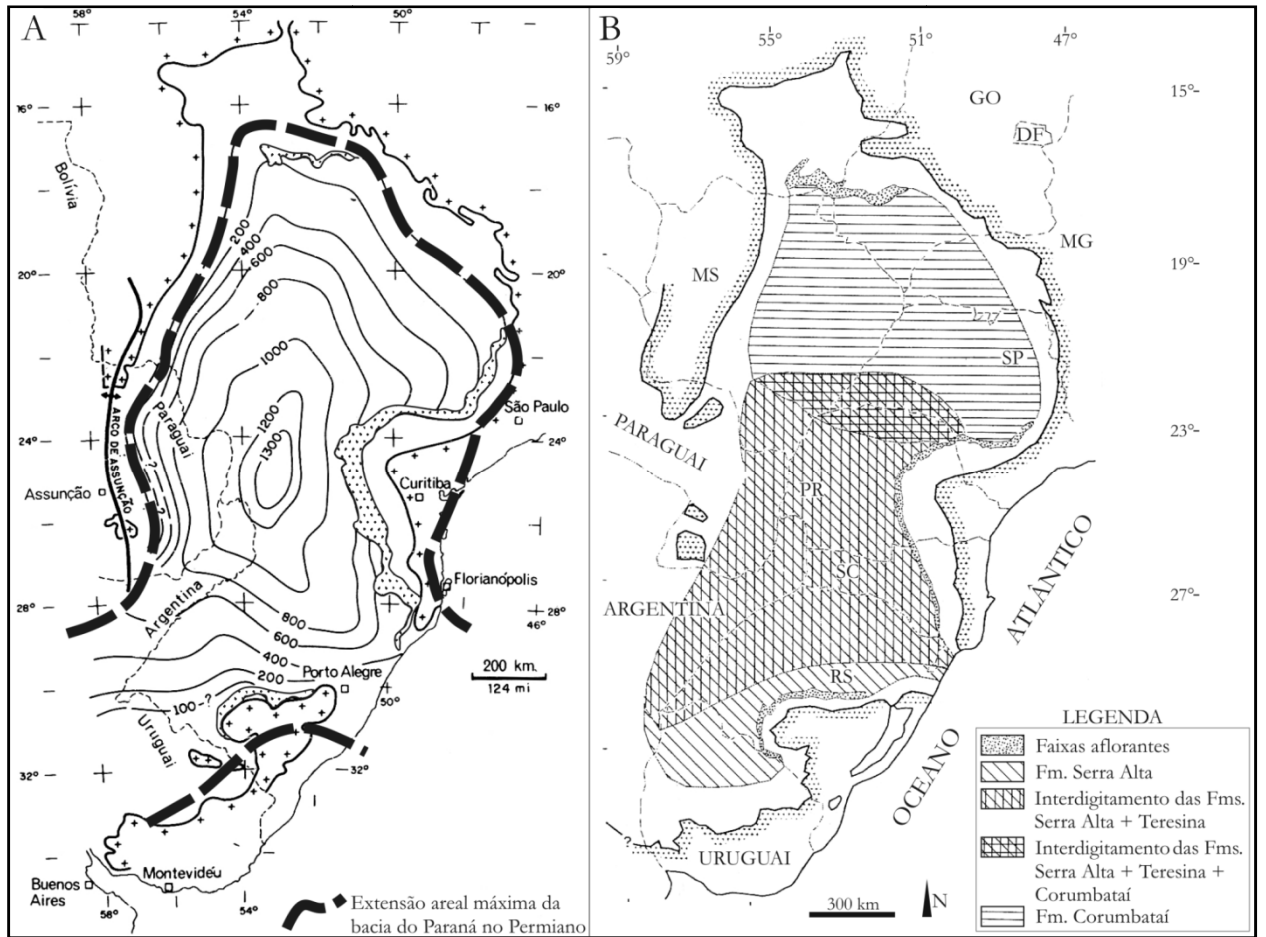 A
54°
50°
58°
54°
16°
16°
Bolívia
200
400
600
800
20°
20°
1000
1200
1300
Paraguai
ARCO DE ASSUNÇÃO
?
?
São Paulo
24°
24°
Assunção
Curitiba
Florianópolis
28°
28°
46°
Argentina
800
600
400
200
100-?
Porto Alegre
50°
200 km.
124 mi
Uruguai
32°
32°
Montevidéu
Buenos
Aires
58°
54°
Extensão areal máxima da
bacia do Paraná no Permiano
B
59°
55°
51°
47°
15°
GO
DF
MG
MS
19°
SP
PARAGUAI
23°
PR
SC
ARGENTINA
27°
RS
OCEANO ATLÂNTICO
URUGUAI
?
300 km
N
LEGENDA
Faixas aflorantes
Fm. Serra Alta
Interdigitamento das Fms.
Serra Alta + Teresina
Interdigitamento das Fms.
Serra Alta + Teresina +
Corumbataí
Fm. Corumbataí